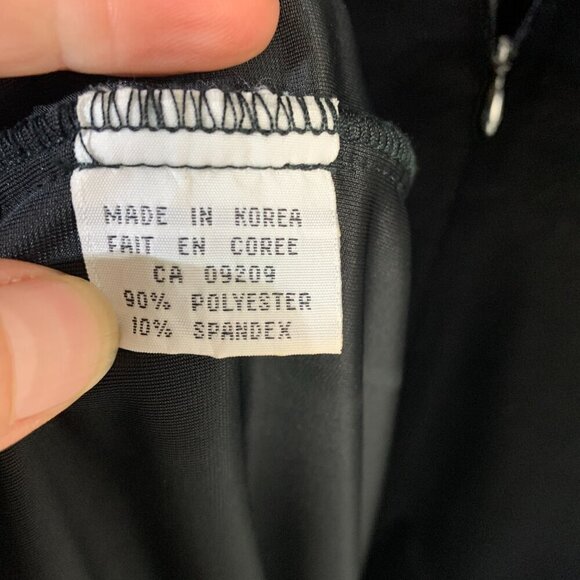 MADE IN KOREA
FAIT EN COREE
CA 09209
90% POLYESTER
10% SPANDEX